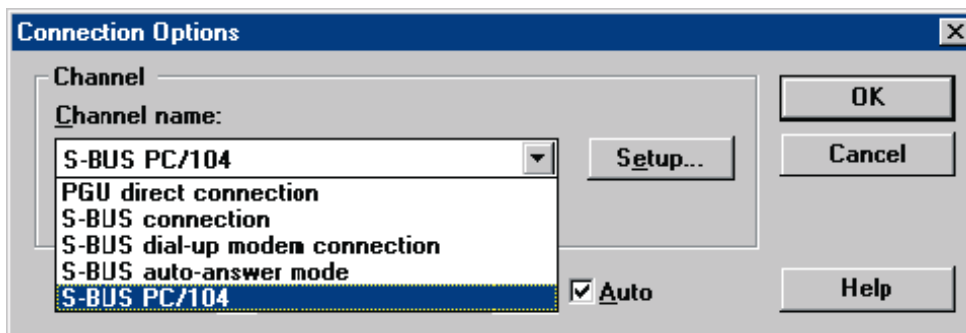 Connection Options
Channel
Channel name:
S-BUS PC/104
Setup...
PGU direct connection
S-BUS connection
S-BUS dial-up modem connection
S-BUS auto-answer mode
S-BUS PC/104
Auto
OK
Cancel
Help